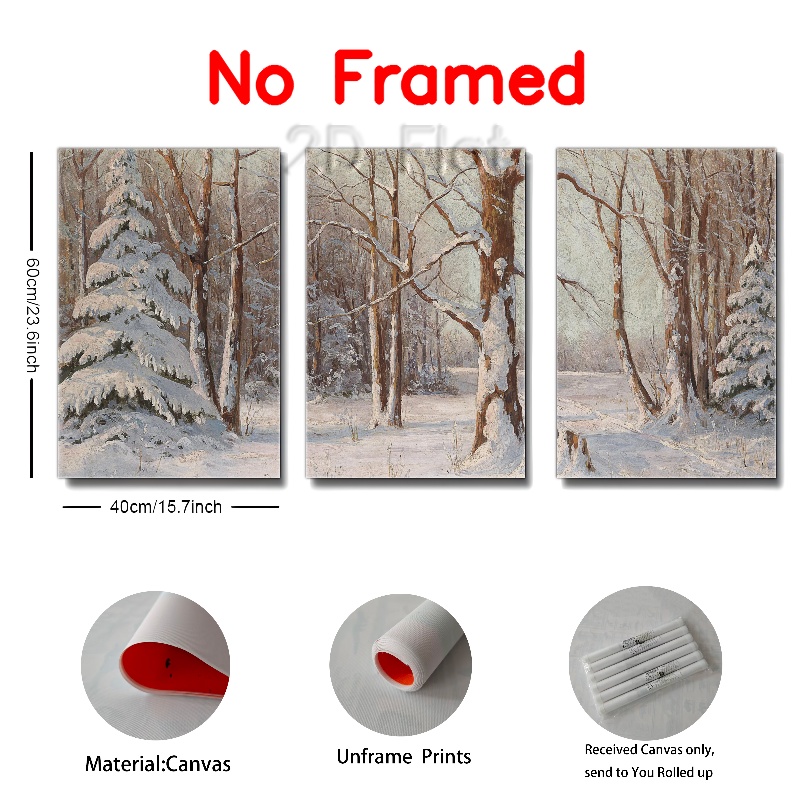 No Framed
2D Flat
60cm/23.6inch
40cm/15.7inch
Material:Canvas
Unframe Prints
Received Canvas only,
send to You Rolled up